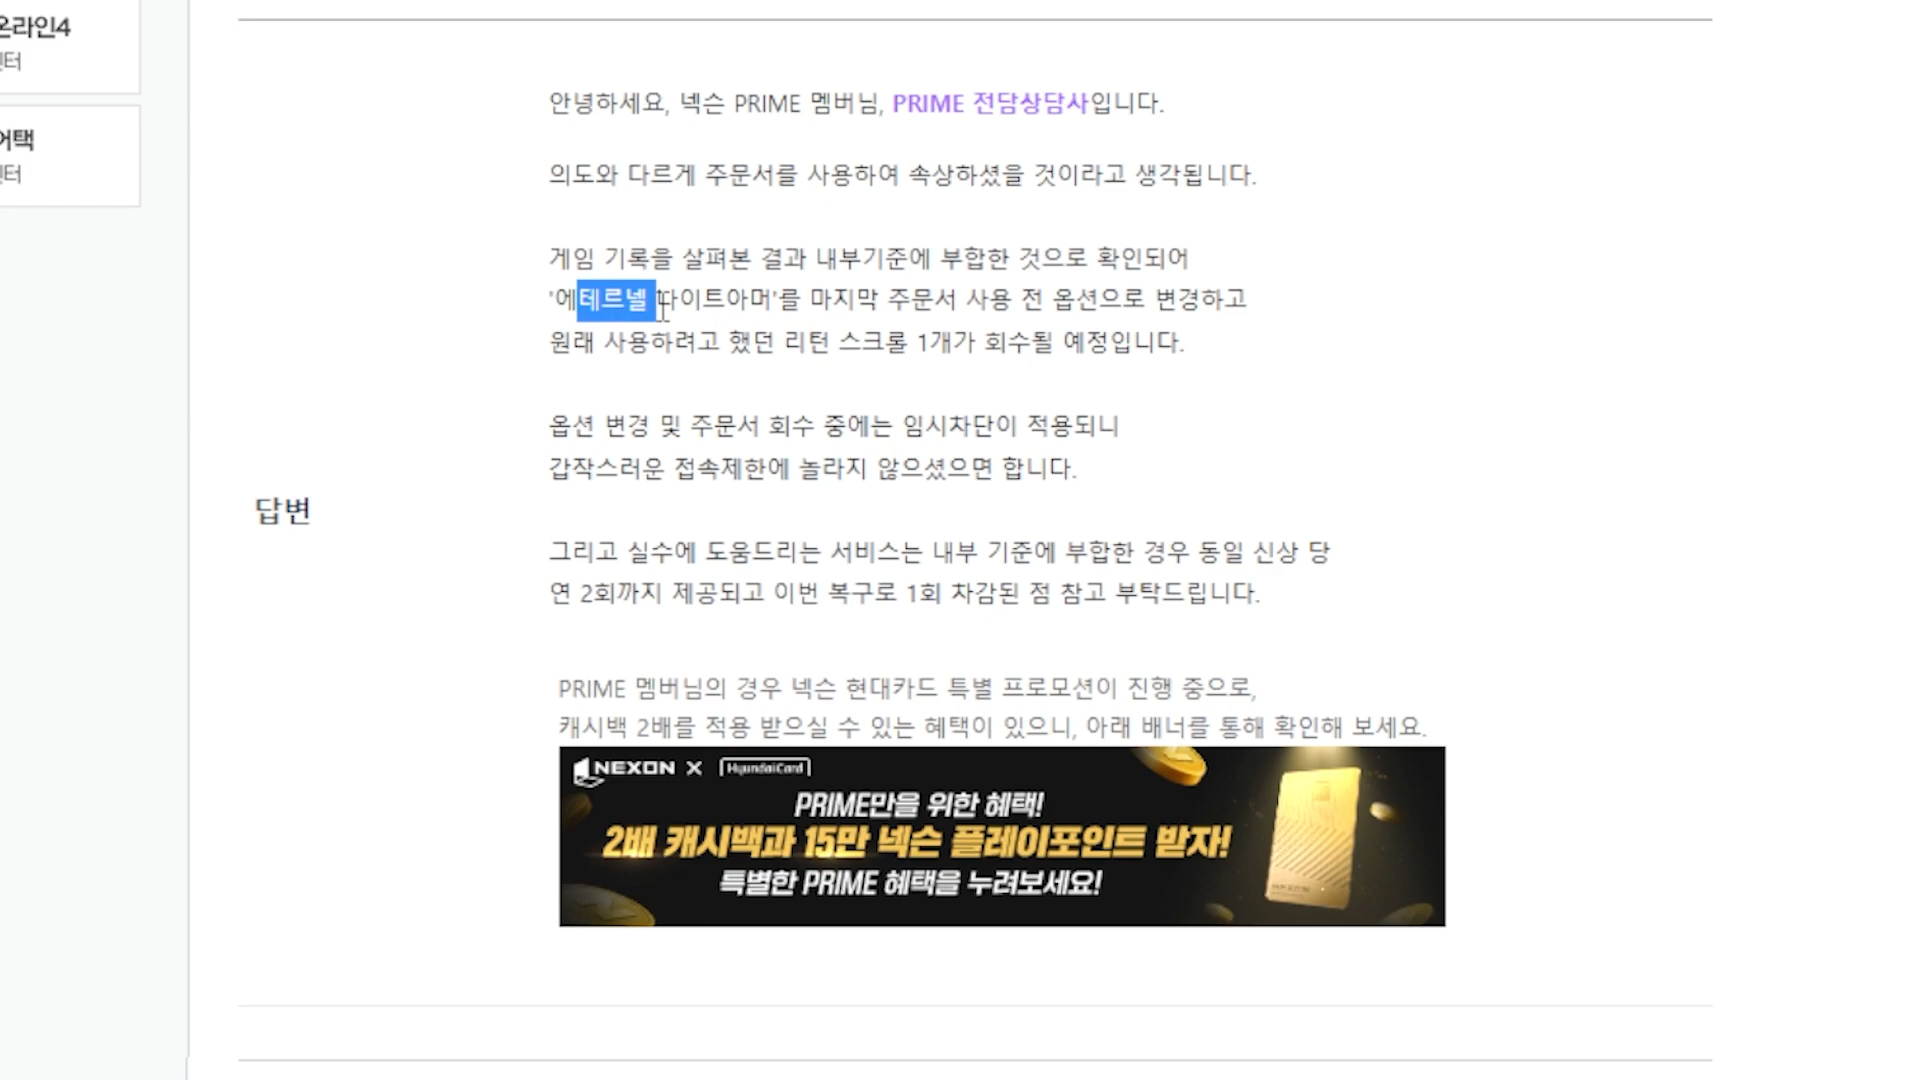 온라인4
센터
어택
센터
안녕하세요, 넥슨 PRIME 멤버님, PRIME 전담상담사입니다.
의도와 다르게 주문서를 사용하여 속상하셨을 것이라고 생각됩니다.
게임 기록을 살펴본 결과 내부기준에 부합한 것으로 확인되어
'에테르넬 나이트아머'를 마지막 주문서 사용 전 옵션으로 변경하고
원래 사용하려고 했던 리턴 스크롤 1개가 회수될 예정입니다.
옵션 변경 및 주문서 회수 중에는 임시차단이 적용되니
갑작스러운 접속제한에 놀라지 않으셨으면 합니다.
답변
그리고 실수에 도움드리는 서비스는 내부 기준에 부합한 경우 동일 신상 당
연 2회까지 제공되고 이번 복구로 1회 차감된 점 참고 부탁드립니다.
PRIME 멤버님의 경우 넥슨 현대카드 특별 프로모션이 진행 중으로,
캐시백 2배를 적용 받으실 수 있는 혜택이 있으니, 아래 배너를 통해 확인해 보세요.
NEXON X HyundaiCard
PRIME만을 위한 혜택!
2배 캐시백과 15만 넥슨 플레이포인트 받자!
특별한 PRIME 혜택을 누려보세요!
NEXON